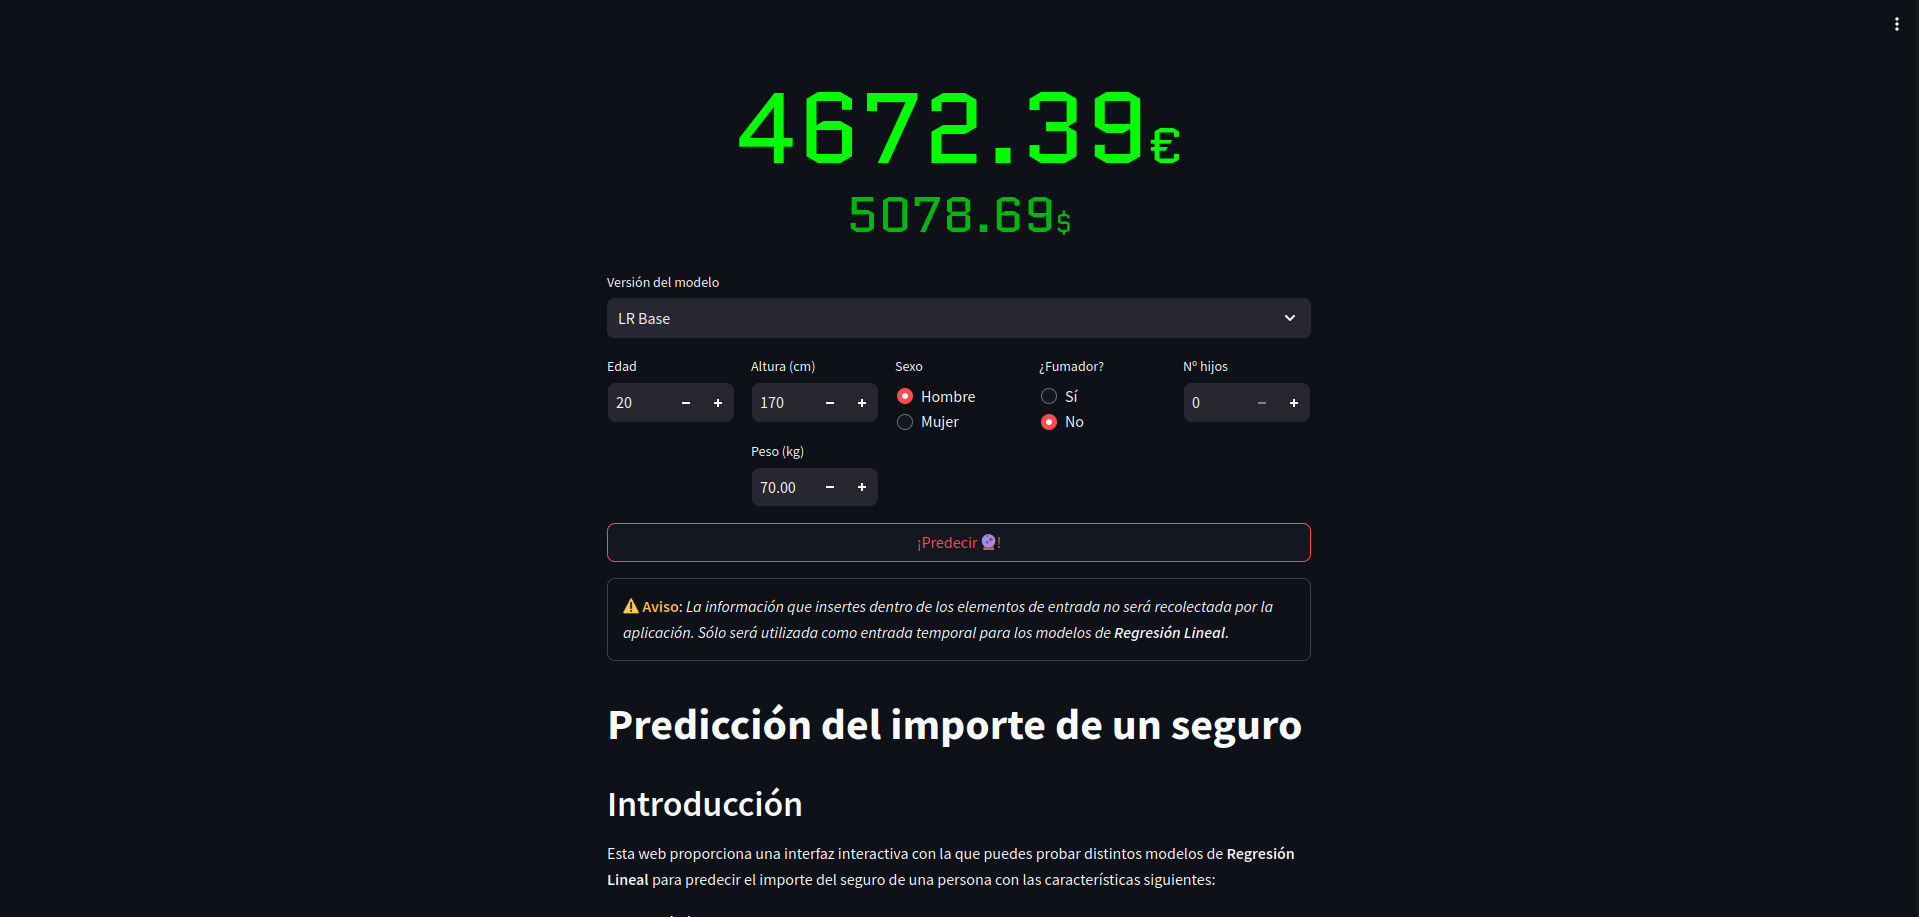 4672.39€
5078.69$
Versión del modelo
LR Base
Edad
Altura (cm)
Sexo
¿Fumador?
Nº hijos
20
170
Hombre
Mujer
Sí
No
0
Peso (kg)
70.00
¡Predecir 🔮!
⚠️ Aviso: La información que insertes dentro de los elementos de entrada no será recolectada por la
aplicación. Sólo será utilizada como entrada temporal para los modelos de Regresión Lineal.
Predicción del importe de un seguro
Introducción
Esta web proporciona una interfaz interactiva con la que puedes probar distintos modelos de Regresión
Lineal para predecir el importe del seguro de una persona con las características siguientes: